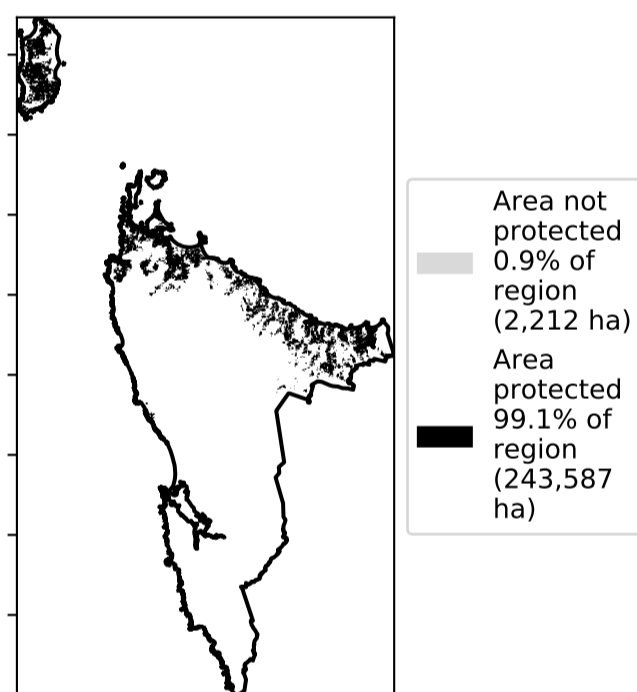 Area not
protected
0.9% of
region
(2,212 ha)
Area
protected
99.1% of
region
(243,587
ha)